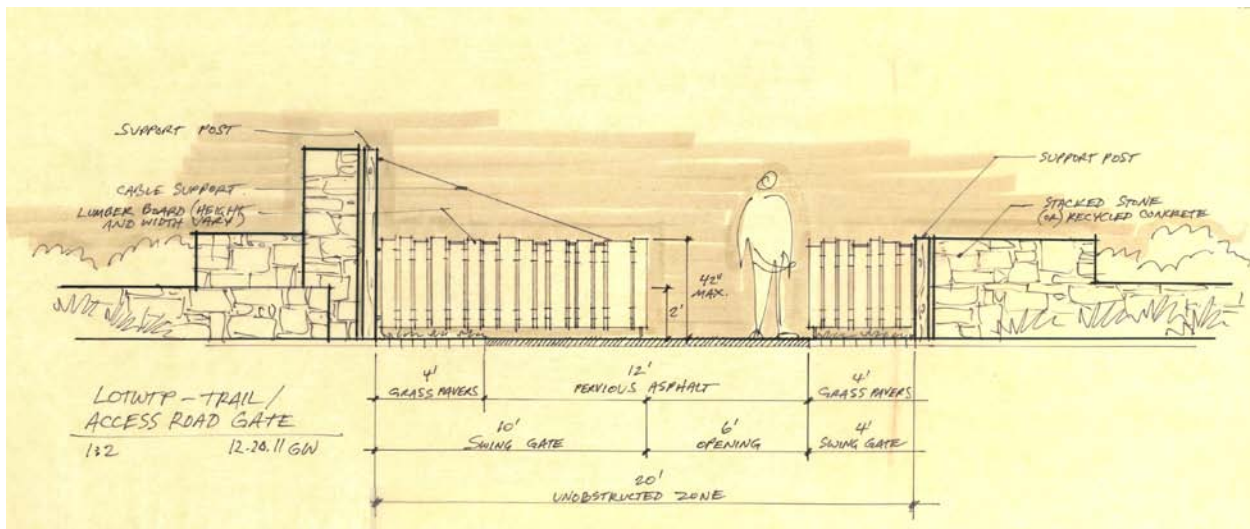 SUPPORT POST
CABLE SUPPORT
LUMBER BOARD (HEIGHT
AND WIDTH VARY)
SUPPORT POST
STACKED STONE
(OR) RECYCLED CONCRETE
42"
MAX.
2'
4'
GRASS PAVERS
12'
PERVIOUS ASPHALT
4'
GRASS PAVERS
10'
SWING GATE
6'
OPENING
4'
SWING GATE
20'
UNOBSTRUCTED ZONE
LOTWTP - TRAIL/
ACCESS ROAD GATE
12.20.11 GW